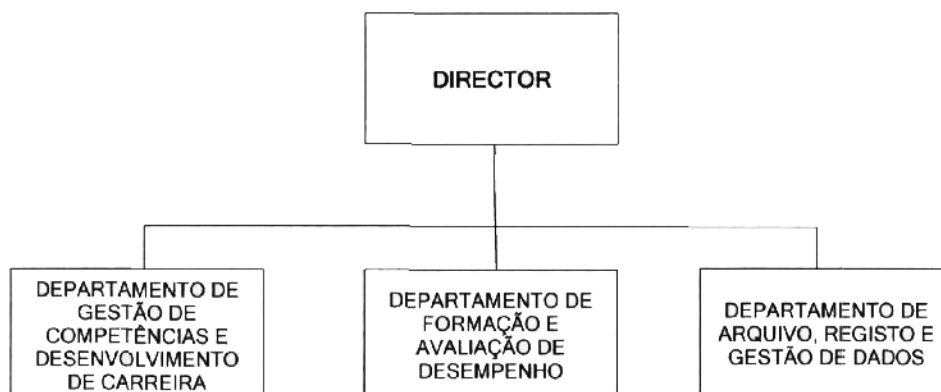 DIRECTOR
DEPARTAMENTO DE
GESTÃO DE
COMPETÊNCIAS E
DESENVOLVIMENTO
DE CARREIRA
DEPARTAMENTO DE
FORMAÇÃO E
AVALIAÇÃO DE
DESEMPENHO
DEPARTAMENTO DE
ARQUIVO, REGISTO E
GESTÃO DE DADOS